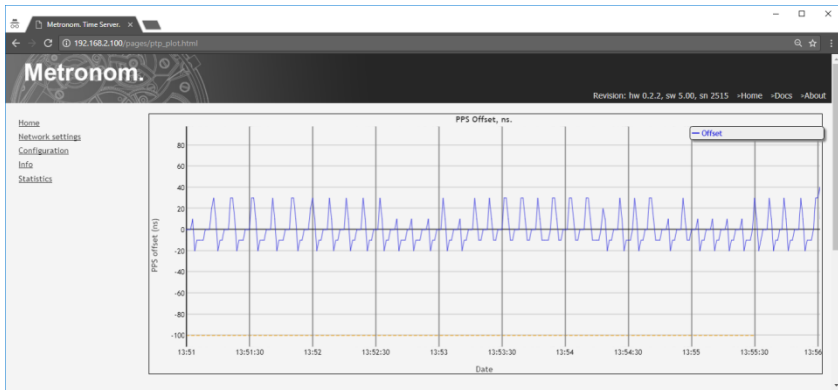 Metronom. Time Server.
192.168.2.100/pages/ptp_plot.html
Metronom.
Revision: hw 0.2.2, sw 5.00, sn 2515 »Home »Docs »About
Home
Network settings
Configuration
Info
Statistics
PPS Offset, ns.
Offset
PPS offset (ns)
80
60
40
20
0
-20
-40
-60
-80
-100
13:51 13:51:30 13:52 13:52:30 13:53 13:53:30 13:54 13:54:30 13:55 13:55:30 13:56
Date